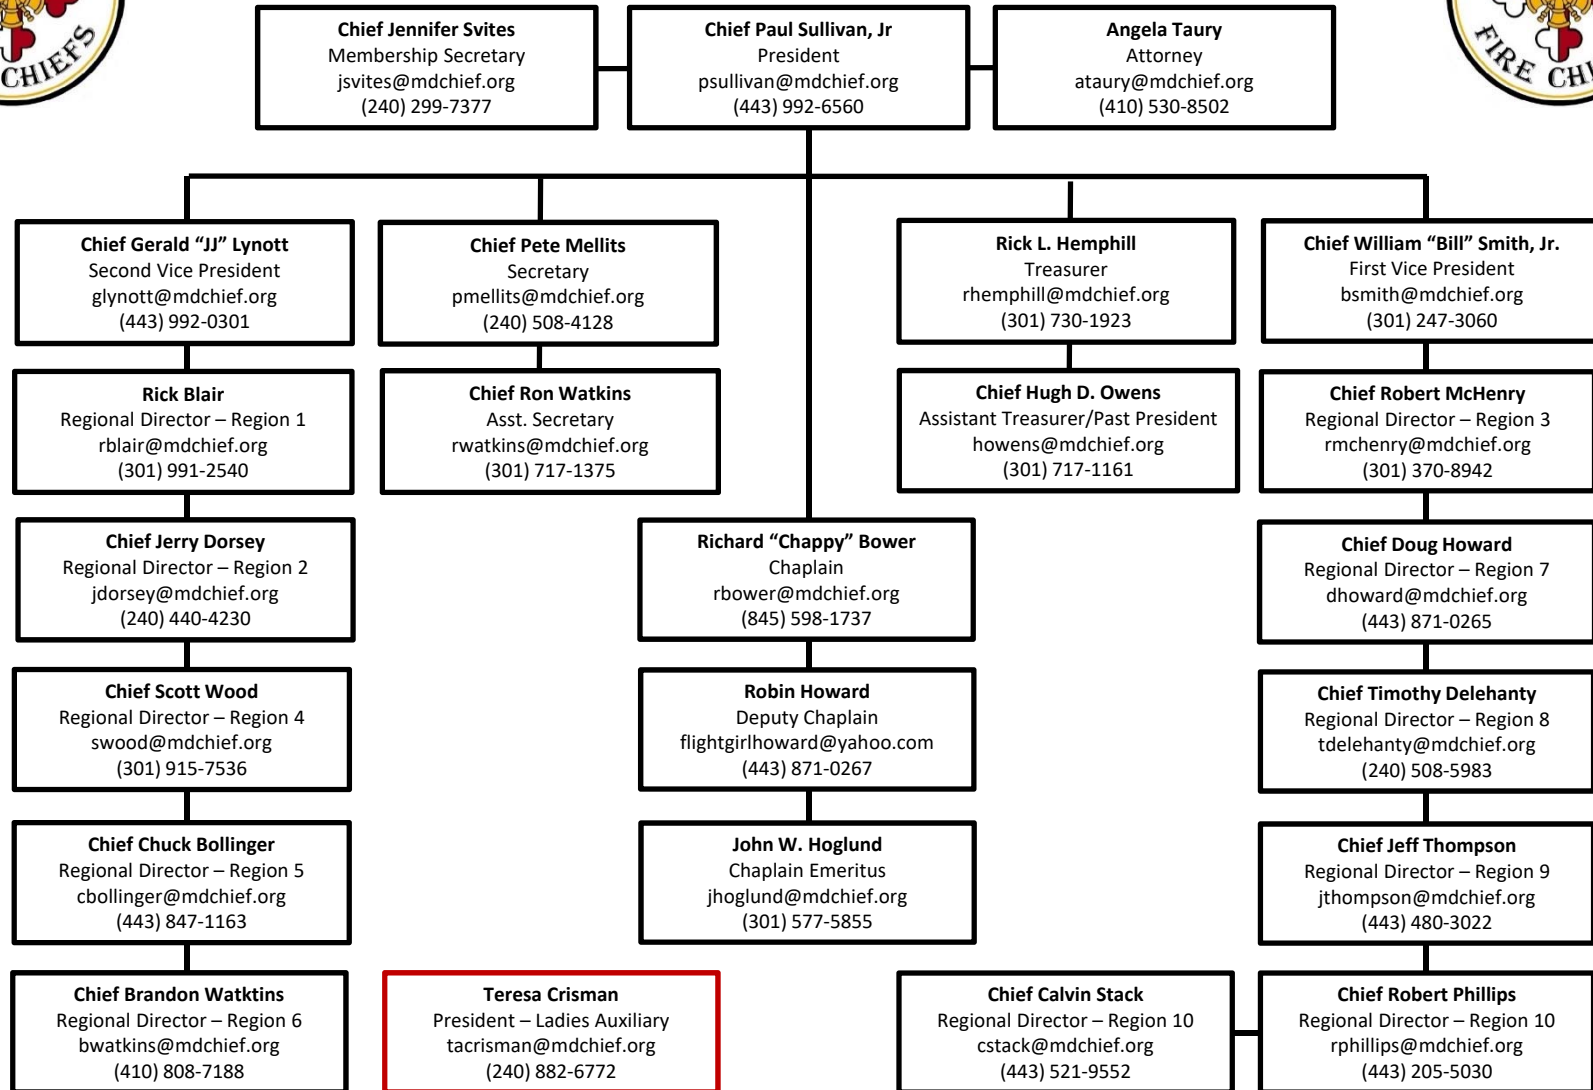 CHIEFS
FIRE CHI
Chief Jennifer Svites
Membership Secretary
jsvites@mdchief.org
(240) 299-7377
Chief Paul Sullivan, Jr
President
psullivan@mdchief.org
(443) 992-6560
Angela Taury
Attorney
ataury@mdchief.org
(410) 530-8502
Chief Gerald “JJ” Lynott
Second Vice President
glynott@mdchief.org
(443) 992-0301
Chief Pete Mellits
Secretary
pmellits@mdchief.org
(240) 508-4128
Rick L. Hemphill
Treasurer
rhemphill@mdchief.org
(301) 730-1923
Chief William “Bill” Smith, Jr.
First Vice President
bsmith@mdchief.org
(301) 247-3060
Rick Blair
Regional Director – Region 1
rblair@mdchief.org
(301) 991-2540
Chief Ron Watkins
Asst. Secretary
rwatkins@mdchief.org
(301) 717-1375
Chief Hugh D. Owens
Assistant Treasurer/Past President
howens@mdchief.org
(301) 717-1161
Chief Robert McHenry
Regional Director – Region 3
rmchenry@mdchief.org
(301) 370-8942
Chief Jerry Dorsey
Regional Director – Region 2
jdorsey@mdchief.org
(240) 440-4230
Richard “Chappy” Bower
Chaplain
rbower@mdchief.org
(845) 598-1737
Chief Doug Howard
Regional Director – Region 7
dhoward@mdchief.org
(443) 871-0265
Chief Scott Wood
Regional Director – Region 4
swood@mdchief.org
(301) 915-7536
Robin Howard
Deputy Chaplain
flightgirlhoward@yahoo.com
(443) 871-0267
Chief Timothy Delehanty
Regional Director – Region 8
tdelehanty@mdchief.org
(240) 508-5983
Chief Chuck Bollinger
Regional Director – Region 5
cbollinger@mdchief.org
(443) 847-1163
John W. Hoglund
Chaplain Emeritus
jhoglund@mdchief.org
(301) 577-5855
Chief Jeff Thompson
Regional Director – Region 9
jthompson@mdchief.org
(443) 480-3022
Chief Brandon Watktins
Regional Director – Region 6
bwatkins@mdchief.org
(410) 808-7188
Teresa Crisman
President – Ladies Auxiliary
tacrisman@mdchief.org
(240) 882-6772
Chief Calvin Stack
Regional Director – Region 10
cstack@mdchief.org
(443) 521-9552
Chief Robert Phillips
Regional Director – Region 10
rphillips@mdchief.org
(443) 205-5030